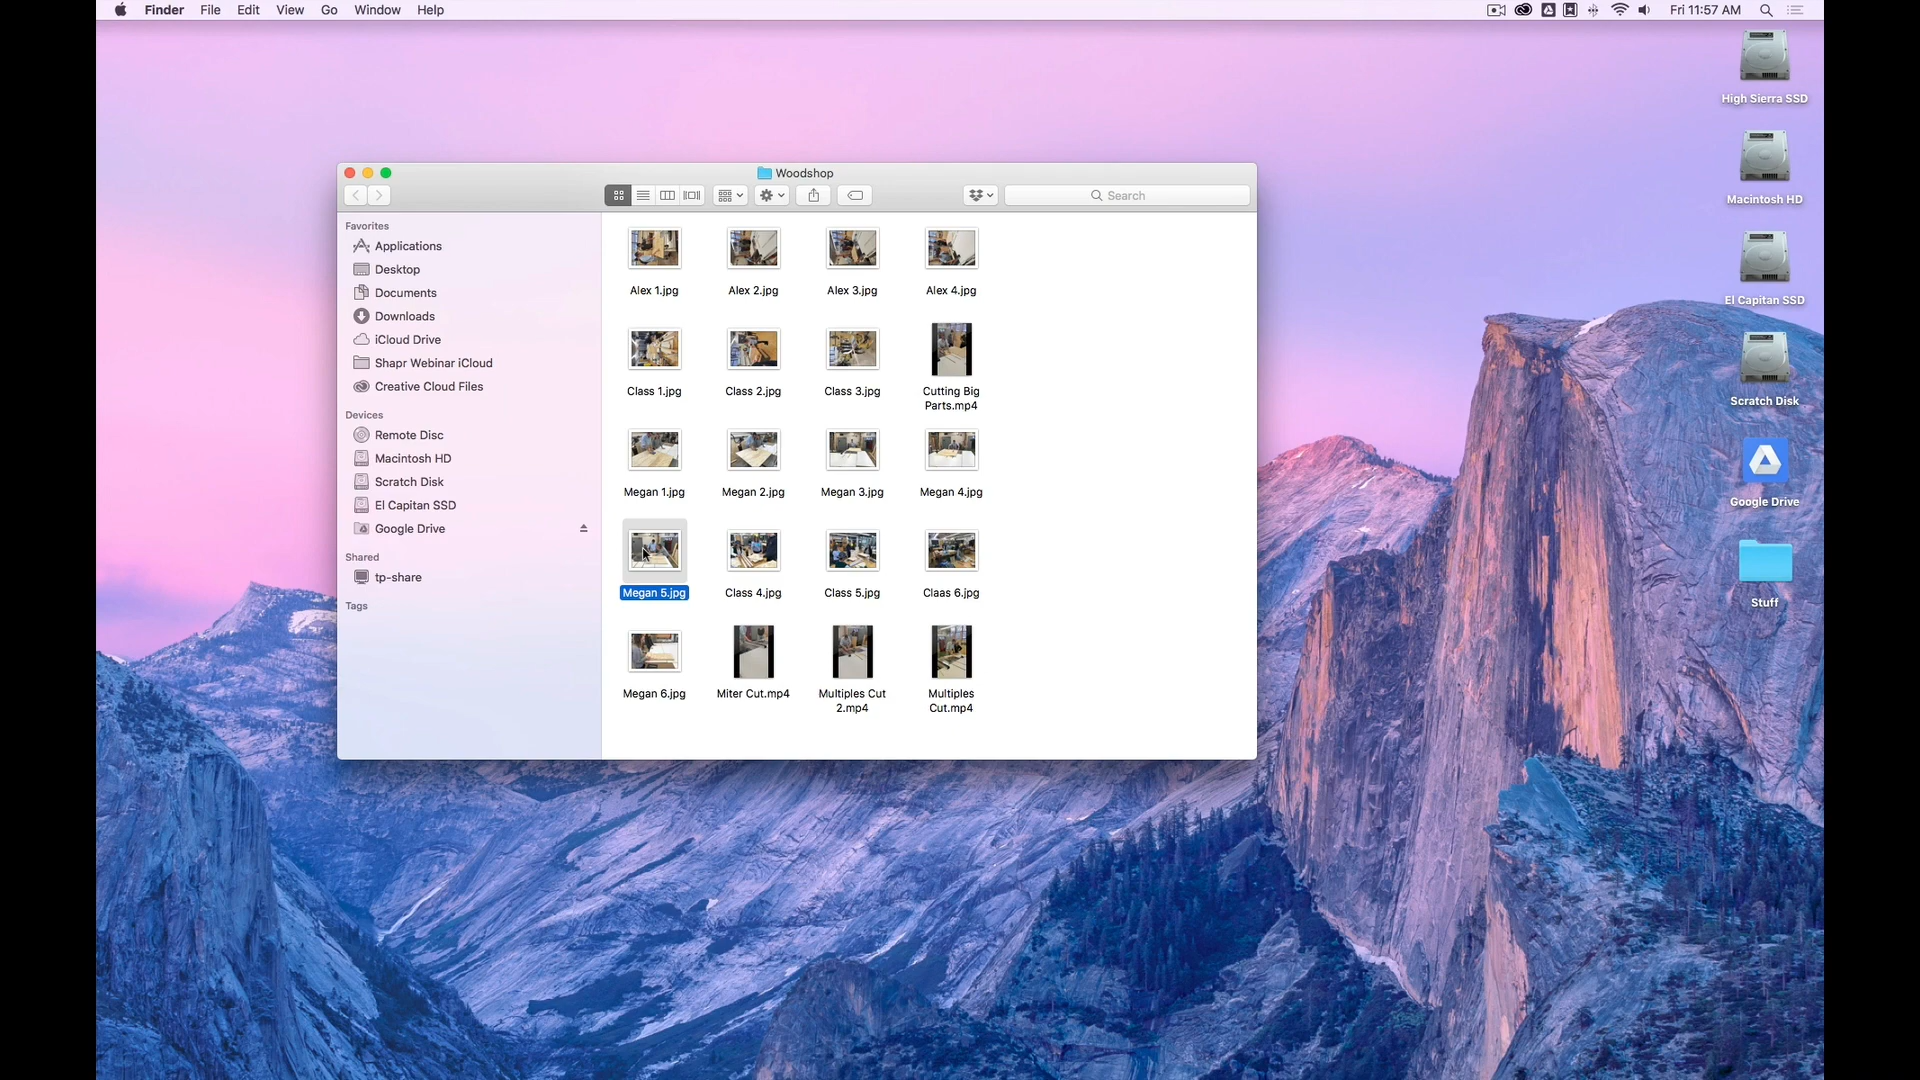 Finder File Edit View Go Window Help
Fri 11:57 AM
High Sierra SSD
Macintosh HD
El Capitan SSD
Scratch Disk
Google Drive
Stuff
Woodshop
Search
Favorites
Applications
Desktop
Documents
Downloads
iCloud Drive
Shapr Webinar iCloud
Creative Cloud Files
Devices
Remote Disc
Macintosh HD
Scratch Disk
El Capitan SSD
Google Drive
Shared
tp-share
Tags
Alex 1.jpg Alex 2.jpg Alex 3.jpg Alex 4.jpg
Class 1.jpg Class 2.jpg Class 3.jpg Cutting Big
Parts.mp4
Megan 1.jpg Megan 2.jpg Megan 3.jpg Megan 4.jpg
Megan 5.jpg Class 4.jpg Class 5.jpg Claas 6.jpg
Megan 6.jpg Miter Cut.mp4 Multiples Cut Multiples
2.mp4 Cut.mp4